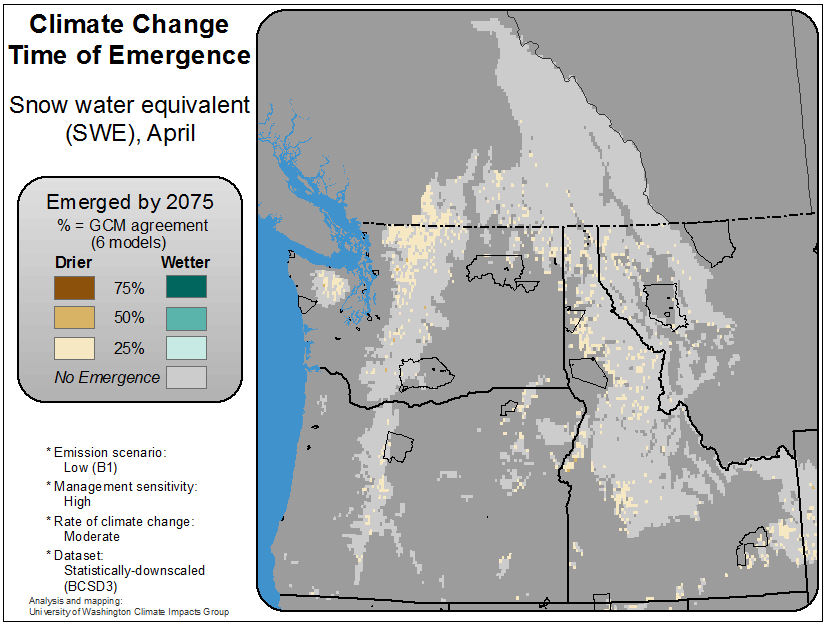 Climate Change
Time of Emergence
Snow water equivalent
(SWE), April
Emerged by 2075
% = GCM agreement
(6 models)
Drier Wetter
75%
50%
25%
No Emergence
* Emission scenario:
Low (B1)
* Management sensitivity:
High
* Rate of climate change:
Moderate
* Dataset:
Statistically-downscaled
(BCSD3)
Analysis and mapping:
University of Washington Climate Impacts Group